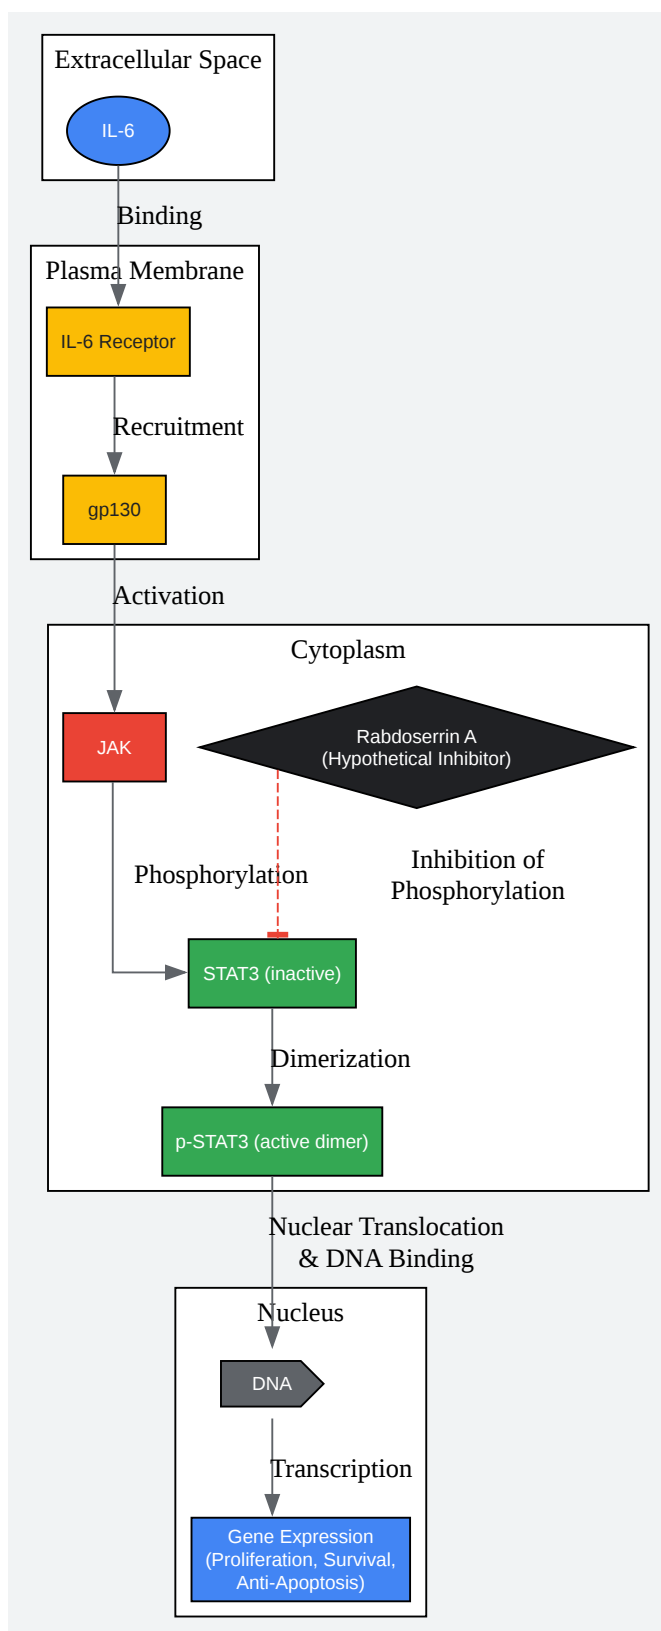 Extracellular Space
IL-6
Binding
Plasma Membrane
IL-6 Receptor
Recruitment
gp130
Activation
Cytoplasm
JAK
Rabdoserrin A
(Hypothetical Inhibitor)
Phosphorylation
Inhibition of
Phosphorylation
STAT3 (inactive)
Dimerization
p-STAT3 (active dimer)
Nuclear Translocation
& DNA Binding
Nucleus
DNA
Transcription
Gene Expression
(Proliferation, Survival,
Anti-Apoptosis)